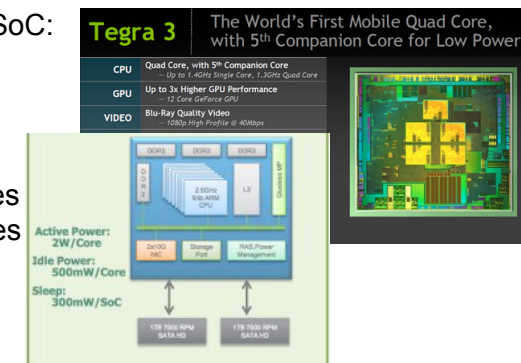 SoC:
Tegra 3
The World's First Mobile Quad Core,
with 5th Companion Core for Low Power
CPU
Quad Core, with 5th Companion Core
– Up to 1.4GHz Single Core, 1.3GHz Quad Core
GPU
Up to 3x Higher GPU Performance
– 12 Core GeForce GPU
VIDEO
Blu-Ray Quality Video
– 1080p High Profile @ 40Mbps
es
es
DDR3
DDR3
DDR3
DDR3
2.5GHz
64b ARM
CPU
L3
2x10G
NIC
Storage
Port
RAS,Power
Management
Active Power:
2W/Core
Idle Power:
500mW/Core
Sleep:
300mW/SoC
1TB 7600 RPM
SATA HD
1TB 7600 RPM
SATA HD